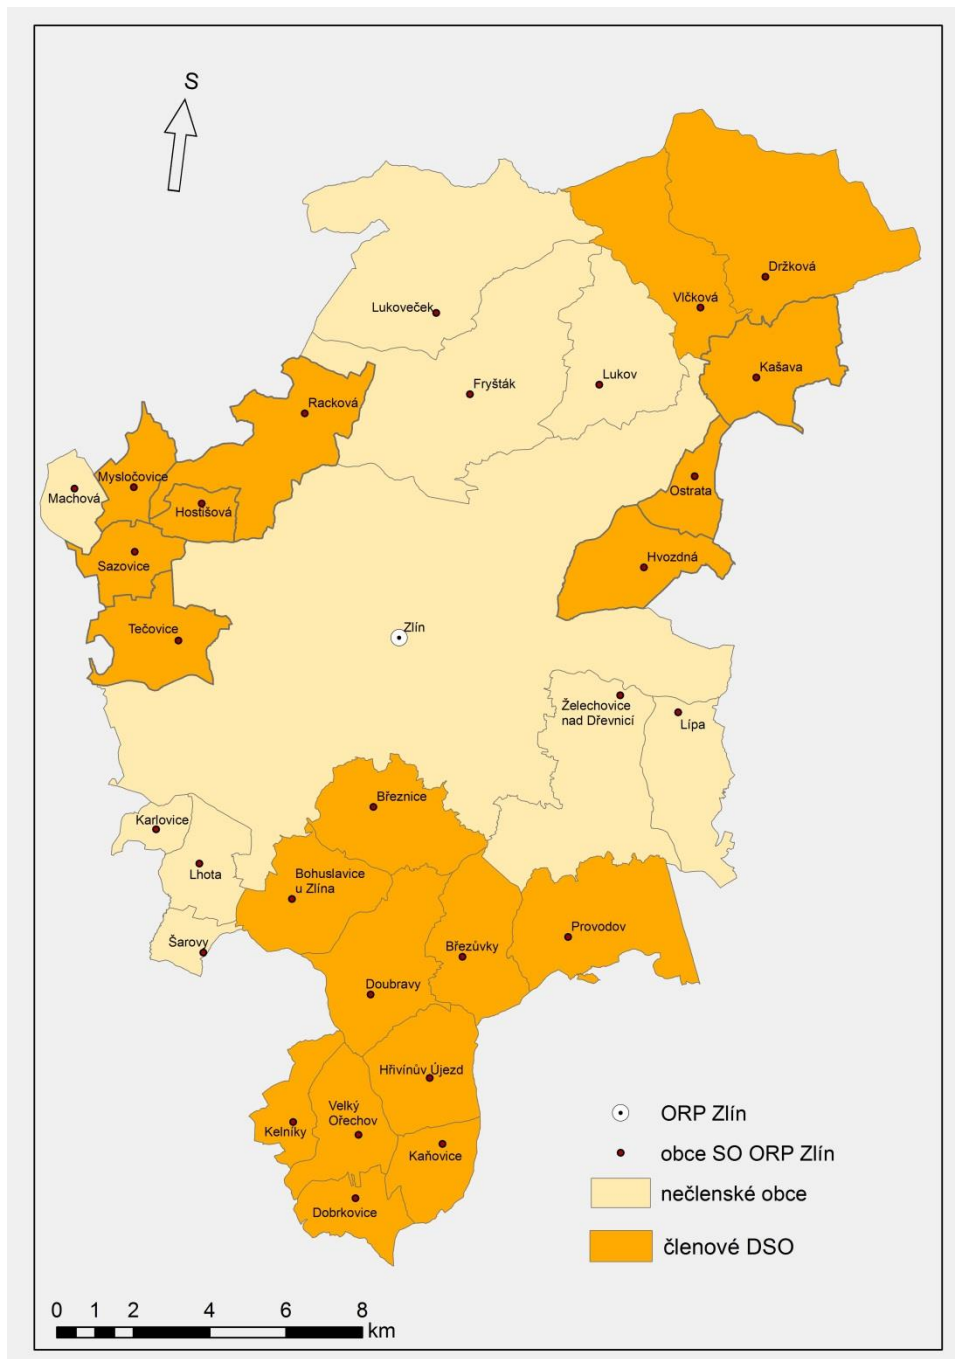 S
Držková
Vlčková
Lukoveček
Kašava
Lukov
Fryšták
Racková
Mysločovice
Machová
Ostrata
Hostišová
Hvozdná
Sazovice
Tečovice
Zlín
Želechovice
nad Dřevnicí
Lípa
Březnice
Karlovice
Lhota
Bohuslavice
u Zlína
Provodov
Šarovy
Březůvky
Doubravy
Hřivínův Újezd
Velký
Ořechov
Kelníky
Kaňovice
Dobrkovice
ORP Zlín
obce SO ORP Zlín
nečlenské obce
členové DSO
0 1 2 4 6 8
km